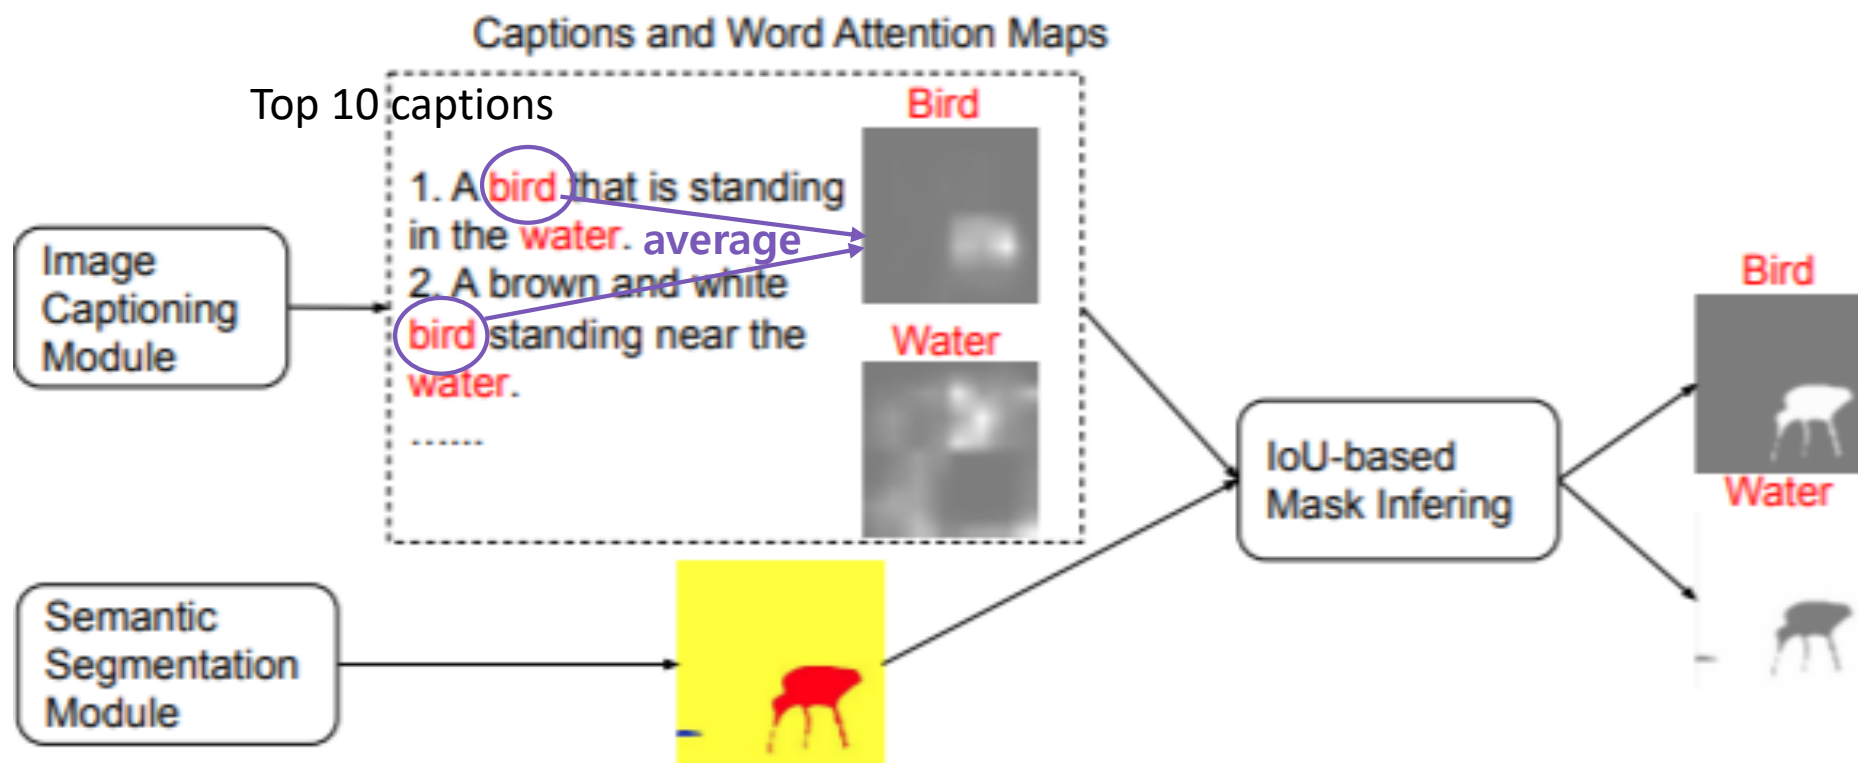 Captions and Word Attention Maps
Top 10 captions
1. A bird that is standing
in the water.
average
2. A brown and white
bird standing near the
water.
......
Bird
Water
Image
Captioning
Module
Semantic
Segmentation
Module
IoU-based
Mask Infering
Bird
Water